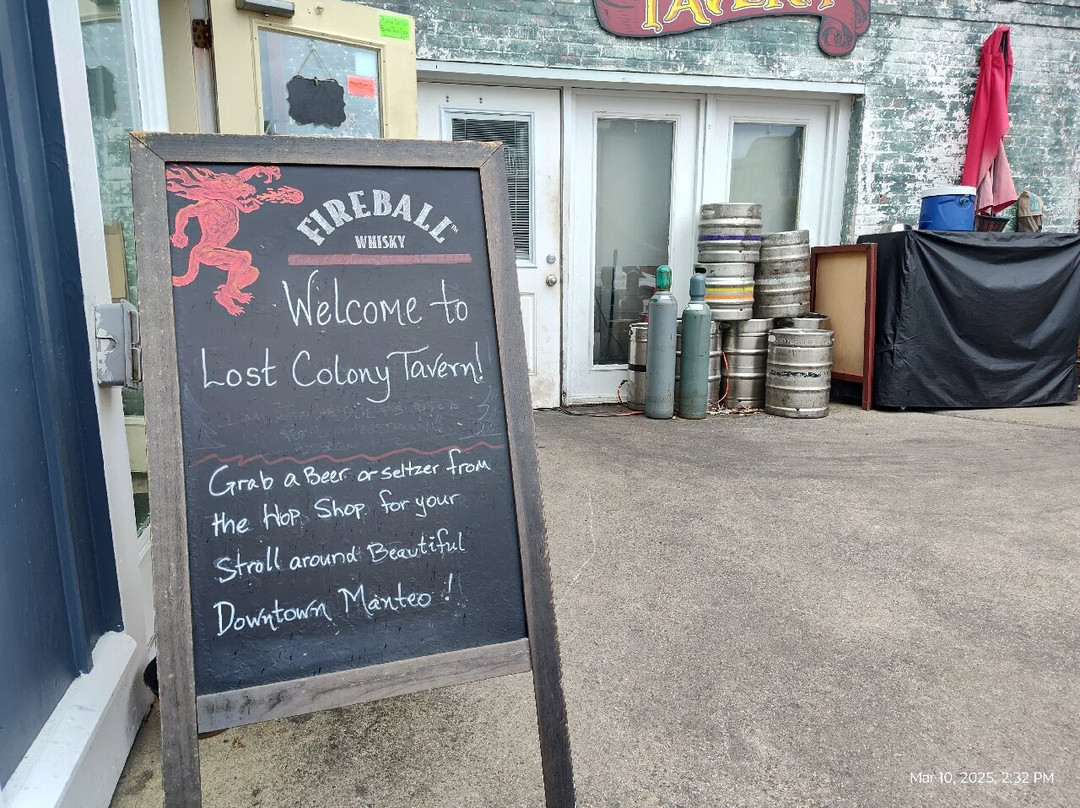 TAVERN
FIREBALL™
WHISKY
Welcome to
Lost Colony Tavern!
Grab a Beer or seltzer from
the Hop Shop for your
Stroll around Beautiful
Downtown Manteo!
Mar 10, 2025, 2:32 PM